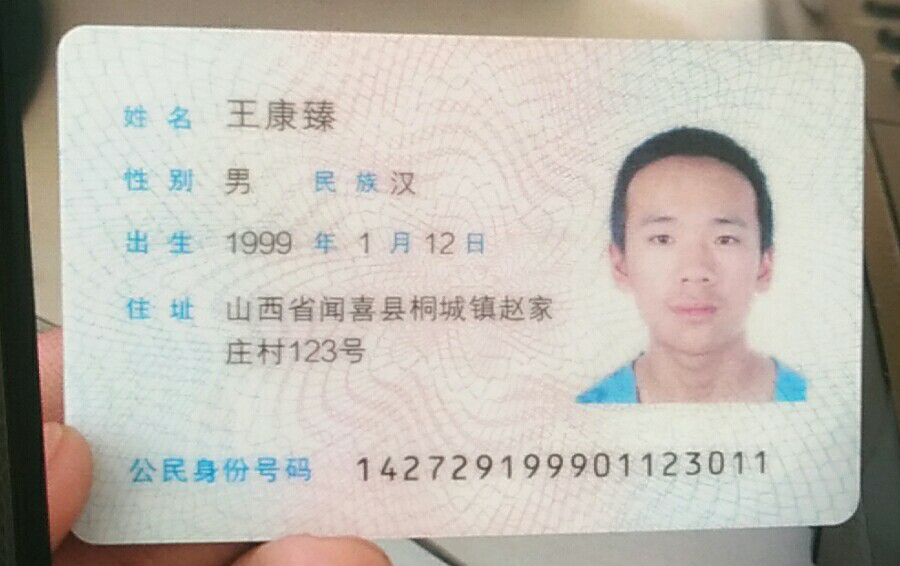 姓名 王康臻
性别 男 民族 汉
出生 1999 年 1 月 12 日
住址 山西省闻喜县桐城镇赵家
庄村123号
公民身份号码 142729199901123011